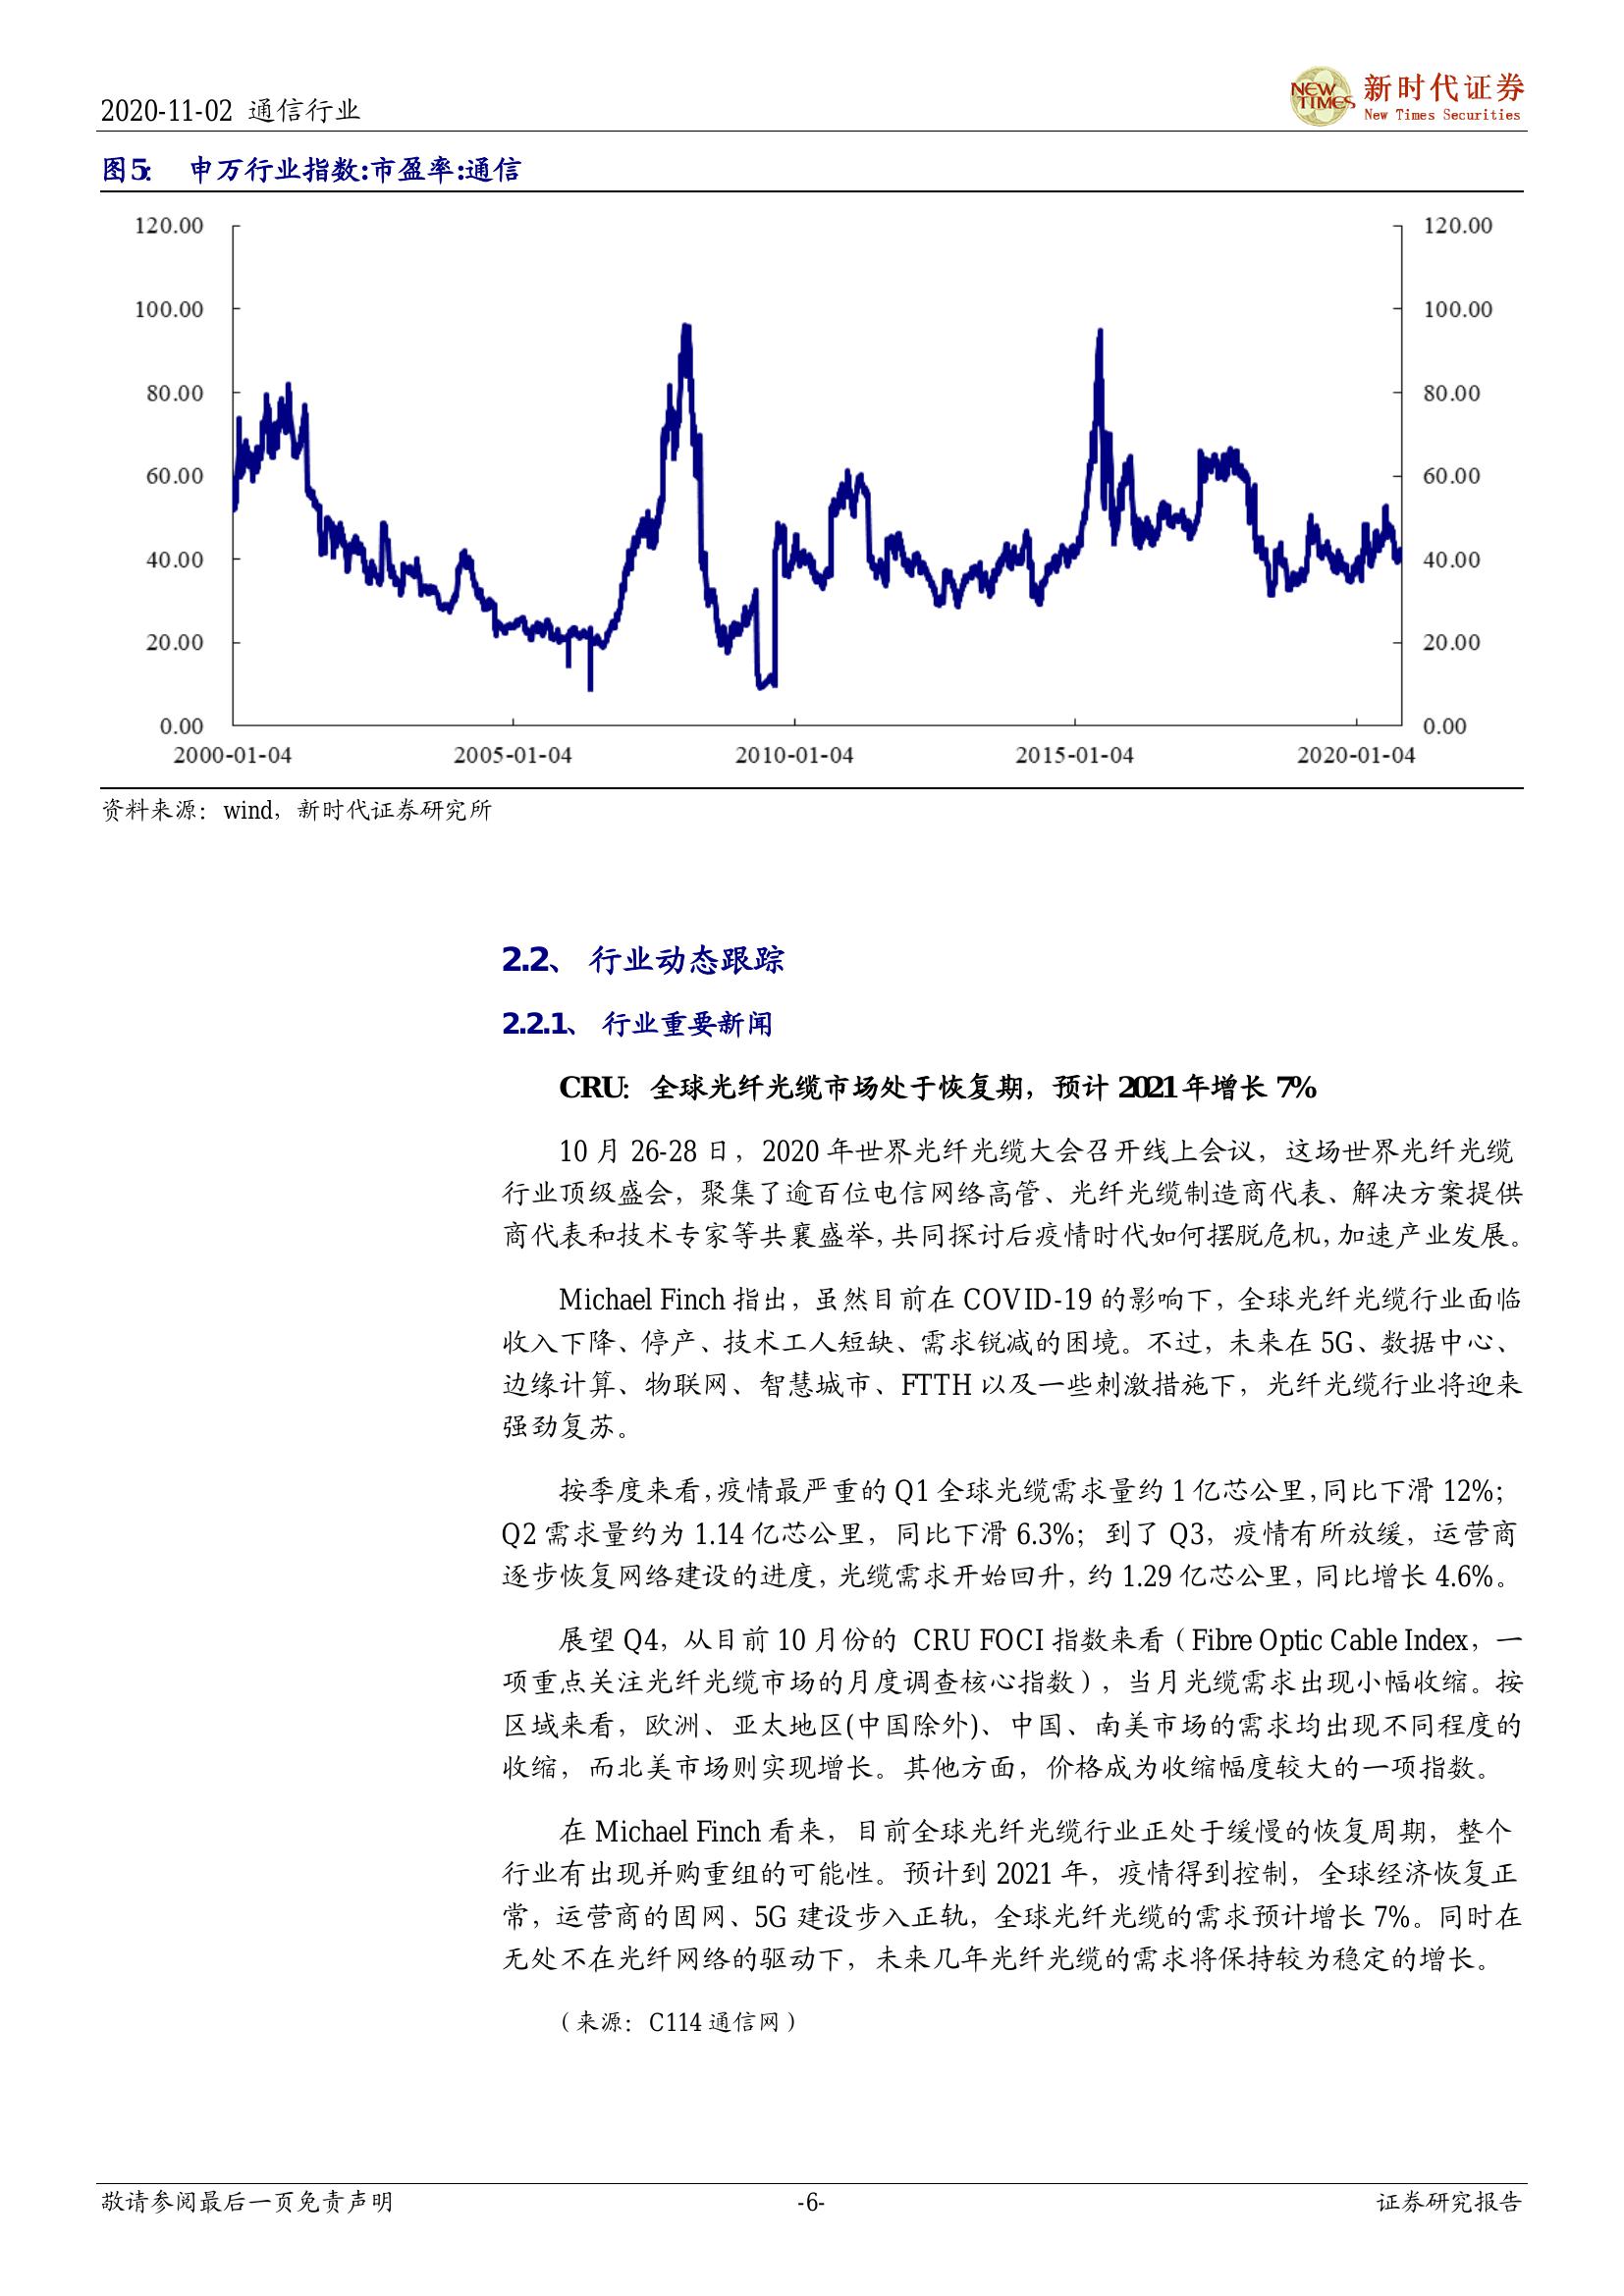 2020-11-02 通信行业
NEW TIMES 新时代证券
New Times Securities
图5: 申万行业指数:市盈率:通信
120.00 120.00
100.00 100.00
80.00 80.00
60.00 60.00
40.00 40.00
20.00 20.00
0.00 0.00
2000-01-04 2005-01-04 2010-01-04 2015-01-04 2020-01-04
资料来源：wind，新时代证券研究所
2.2、 行业动态跟踪
2.2.1、 行业重要新闻
CRU：全球光纤光缆市场处于恢复期，预计 2021 年增长 7%
10 月 26-28 日，2020 年世界光纤光缆大会召开线上会议，这场世界光纤光缆
行业顶级盛会，聚集了逾百位电信网络高管、光纤光缆制造商代表、解决方案提供
商代表和技术专家等共襄盛举，共同探讨后疫情时代如何摆脱危机，加速产业发展。
Michael Finch 指出，虽然目前在 COVID-19 的影响下，全球光纤光缆行业面临
收入下降、停产、技术工人短缺、需求锐减的困境。不过，未来在 5G、数据中心、
边缘计算、物联网、智慧城市、FTTH 以及一些刺激措施下，光纤光缆行业将迎来
强劲复苏。
按季度来看，疫情最严重的 Q1 全球光缆需求量约 1 亿芯公里，同比下滑 12%；
Q2 需求量约为 1.14 亿芯公里，同比下滑 6.3%；到了 Q3，疫情有所放缓，运营商
逐步恢复网络建设的进度，光缆需求开始回升，约 1.29 亿芯公里，同比增长 4.6%。
展望 Q4，从目前 10 月份的 CRU FOCI 指数来看（Fibre Optic Cable Index，一
项重点关注光纤光缆市场的月度调查核心指数），当月光缆需求出现小幅收缩。按
区域来看，欧洲、亚太地区(中国除外)、中国、南美市场的需求均出现不同程度的
收缩，而北美市场则实现增长。其他方面，价格成为收缩幅度较大的一项指数。
在 Michael Finch 看来，目前全球光纤光缆行业正处于缓慢的恢复周期，整个
行业有出现并购重组的可能性。预计到 2021 年，疫情得到控制，全球经济恢复正
常，运营商的固网、5G 建设步入正轨，全球光纤光缆的需求预计增长 7%。同时在
无处不在光纤网络的驱动下，未来几年光纤光缆的需求将保持较为稳定的增长。
（来源：C114 通信网）
敬请参阅最后一页免责声明 -6- 证券研究报告